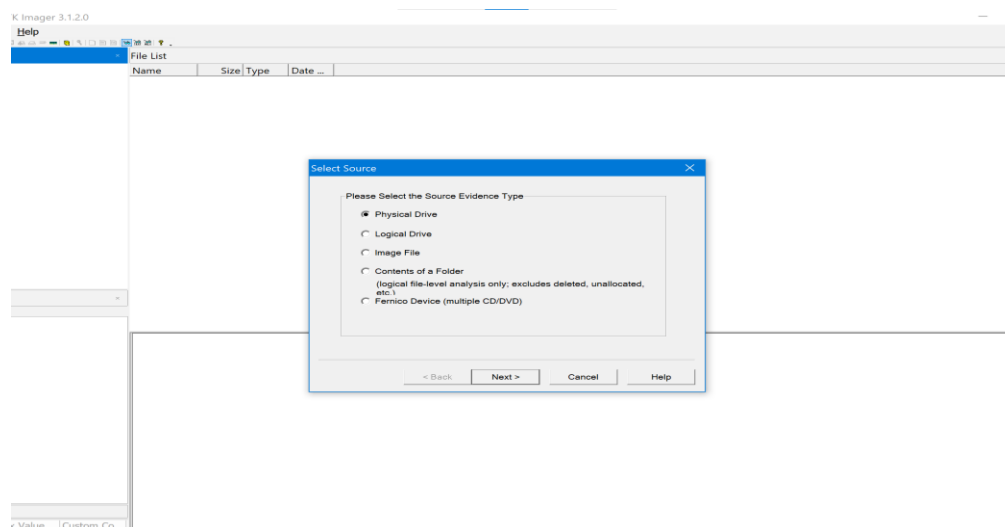 K Imager 3.1.2.0
Help
File List
Name Size Type Date ...
Select Source
Please Select the Source Evidence Type
Physical Drive
Logical Drive
Image File
Contents of a Folder
(logical file-level analysis only; excludes deleted, unallocated,
etc.)
Fernico Device (multiple CD/DVD)
< Back Next > Cancel Help
Value Custom Co